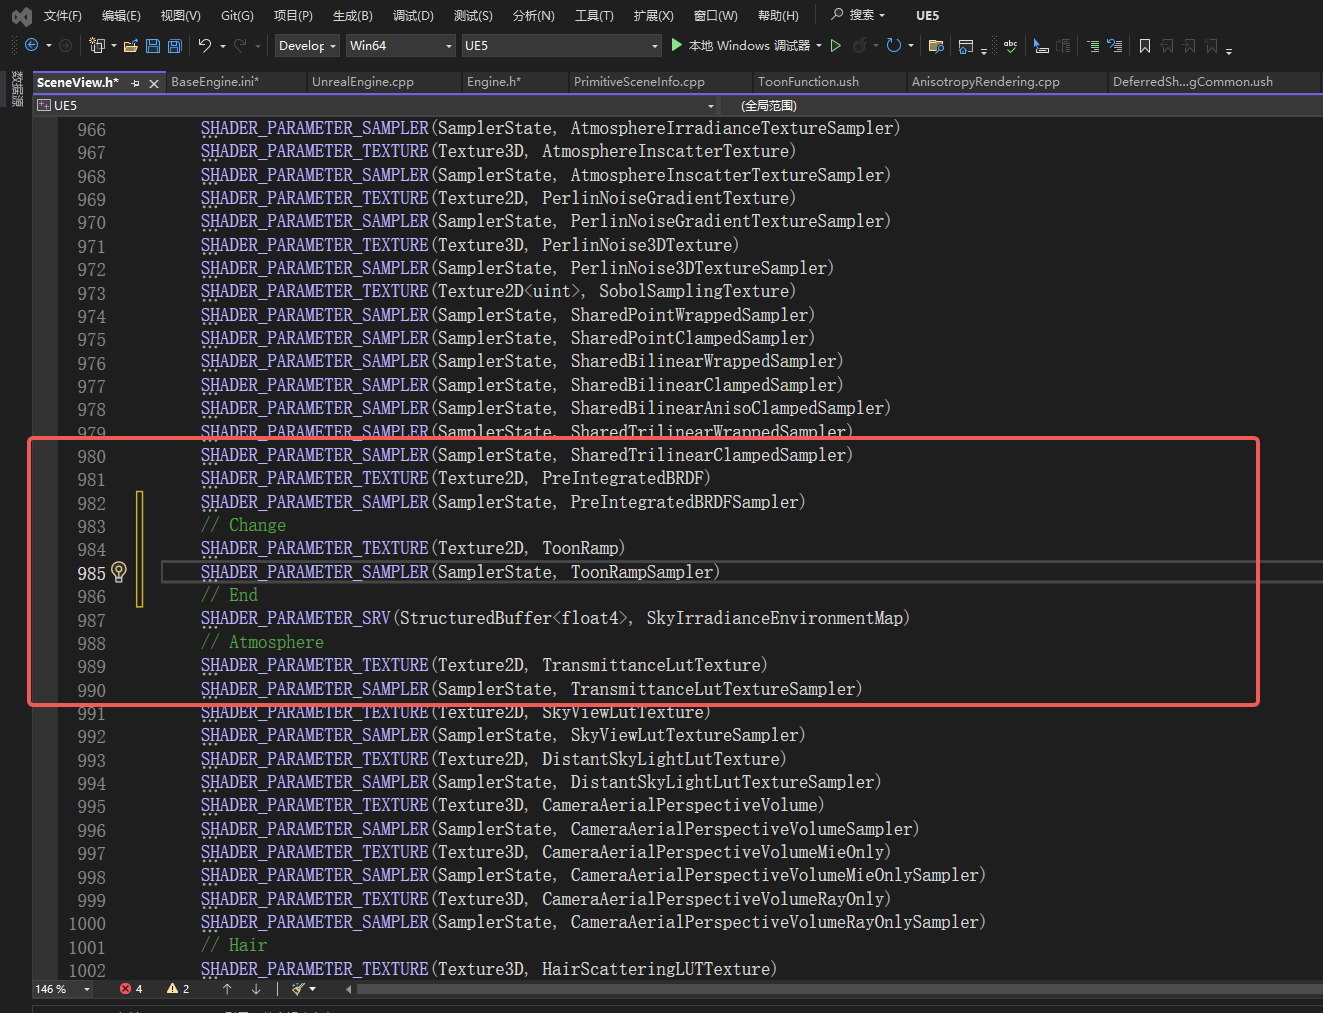 文件(F) 编辑(E) 视图(V) Git(G) 项目(P) 生成(B) 调试(D) 测试(S) 分析(N) 工具(T) 扩展(X) 窗口(W) 帮助(H) 搜索 UE5
Develop Win64 UE5 本地 Windows 调试器
数据源
SceneView.h* BaseEngine.ini* UnrealEngine.cpp Engine.h* PrimitiveSceneInfo.cpp ToonFunction.ush AnisotropyRendering.cpp DeferredSh...gCommon.ush
UE5 (全局范围)
966 SHADER_PARAMETER_SAMPLER(SamplerState, AtmosphereIrradianceTextureSampler)
967 SHADER_PARAMETER_TEXTURE(Texture3D, AtmosphereInscatterTexture)
968 SHADER_PARAMETER_SAMPLER(SamplerState, AtmosphereInscatterTextureSampler)
969 SHADER_PARAMETER_TEXTURE(Texture2D, PerlinNoiseGradientTexture)
970 SHADER_PARAMETER_SAMPLER(SamplerState, PerlinNoiseGradientTextureSampler)
971 SHADER_PARAMETER_TEXTURE(Texture3D, PerlinNoise3DTexture)
972 SHADER_PARAMETER_SAMPLER(SamplerState, PerlinNoise3DTextureSampler)
973 SHADER_PARAMETER_TEXTURE(Texture2D<uint>, SobolSamplingTexture)
974 SHADER_PARAMETER_SAMPLER(SamplerState, SharedPointWrappedSampler)
975 SHADER_PARAMETER_SAMPLER(SamplerState, SharedPointClampedSampler)
976 SHADER_PARAMETER_SAMPLER(SamplerState, SharedBilinearWrappedSampler)
977 SHADER_PARAMETER_SAMPLER(SamplerState, SharedBilinearClampedSampler)
978 SHADER_PARAMETER_SAMPLER(SamplerState, SharedBilinearAnisoClampedSampler)
979 SHADER_PARAMETER_SAMPLER(SamplerState, SharedTrilinearWrappedSampler)
980 SHADER_PARAMETER_SAMPLER(SamplerState, SharedTrilinearClampedSampler)
981 SHADER_PARAMETER_TEXTURE(Texture2D, PreIntegratedBRDF)
982 SHADER_PARAMETER_SAMPLER(SamplerState, PreIntegratedBRDFSampler)
983 // Change
984 SHADER_PARAMETER_TEXTURE(Texture2D, ToonRamp)
985 SHADER_PARAMETER_SAMPLER(SamplerState, ToonRampSampler)
986 // End
987 SHADER_PARAMETER_SRV(StructuredBuffer<float4>, SkyIrradianceEnvironmentMap)
988 // Atmosphere
989 SHADER_PARAMETER_TEXTURE(Texture2D, TransmittanceLutTexture)
990 SHADER_PARAMETER_SAMPLER(SamplerState, TransmittanceLutTextureSampler)
991 SHADER_PARAMETER_TEXTURE(Texture2D, SkyViewLutTexture)
992 SHADER_PARAMETER_SAMPLER(SamplerState, SkyViewLutTextureSampler)
993 SHADER_PARAMETER_TEXTURE(Texture2D, DistantSkyLightLutTexture)
994 SHADER_PARAMETER_SAMPLER(SamplerState, DistantSkyLightLutTextureSampler)
995 SHADER_PARAMETER_TEXTURE(Texture3D, CameraAerialPerspectiveVolume)
996 SHADER_PARAMETER_SAMPLER(SamplerState, CameraAerialPerspectiveVolumeSampler)
997 SHADER_PARAMETER_TEXTURE(Texture3D, CameraAerialPerspectiveVolumeMieOnly)
998 SHADER_PARAMETER_SAMPLER(SamplerState, CameraAerialPerspectiveVolumeMieOnlySampler)
999 SHADER_PARAMETER_TEXTURE(Texture3D, CameraAerialPerspectiveVolumeRayOnly)
1000 SHADER_PARAMETER_SAMPLER(SamplerState, CameraAerialPerspectiveVolumeRayOnlySampler)
1001 // Hair
1002 SHADER_PARAMETER_TEXTURE(Texture3D, HairScatteringLUTTexture)
146 % 4 2